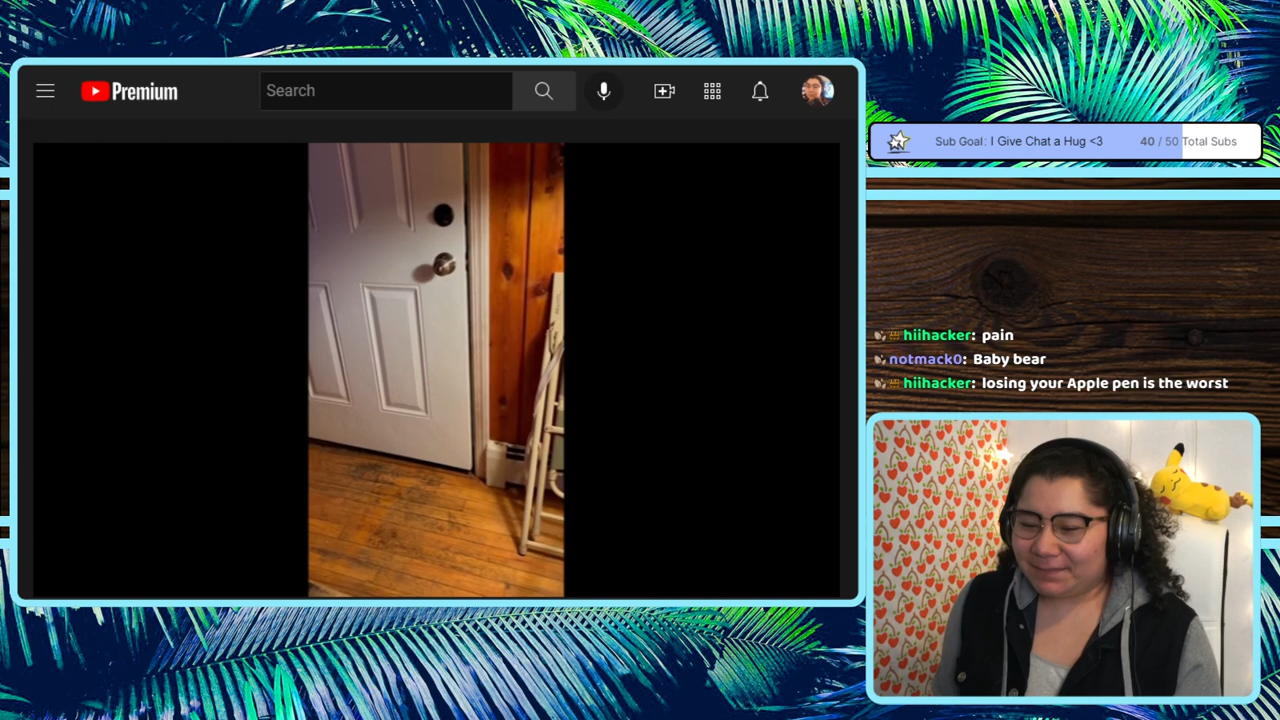 Premium
Search
Sub Goal: I Give Chat a Hug <3 40 / 50 Total Subs
hiihacker: pain
notmack0: Baby bear
hiihacker: losing your Apple pen is the worst